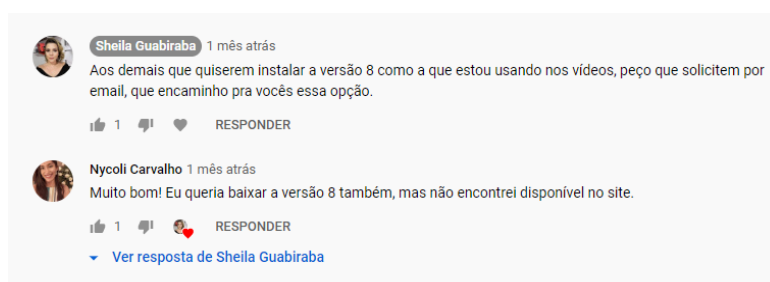 Sheila Guabiraba 1 mês atrás
Aos demais que quiserem instalar a versão 8 como a que estou usando nos vídeos, peço que solicitem por
email, que encaminho pra vocês essa opção.
1 RESPONDER
Nycoli Carvalho 1 mês atrás
Muito bom! Eu queria baixar a versão 8 também, mas não encontrei disponível no site.
1 RESPONDER
Ver resposta de Sheila Guabiraba